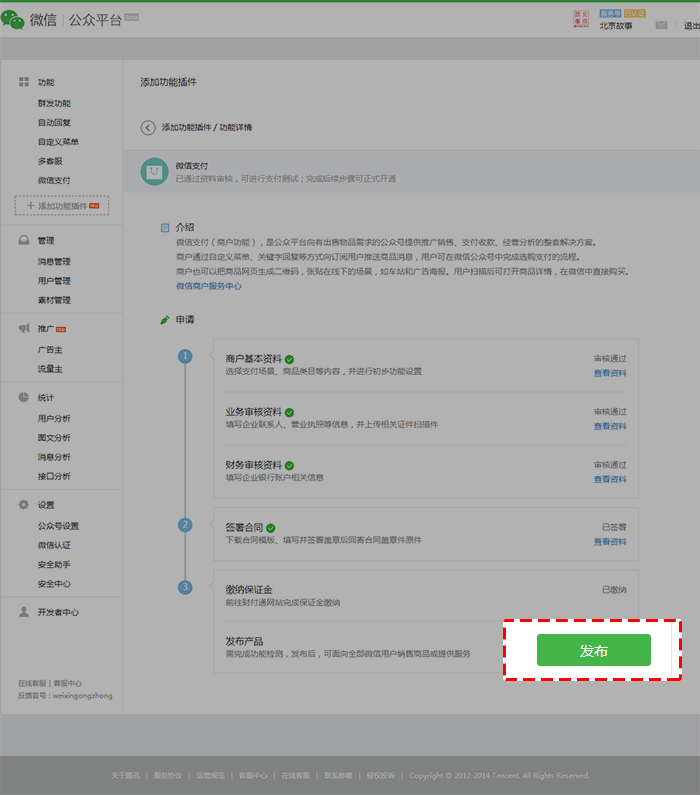 微信 | 公众平台 Beta
北京故事
服务号 已认证
北京故事
退出
功能
群发功能
自动回复
自定义菜单
多客服
微信支付
+ 添加功能插件 New
管理
消息管理
用户管理
素材管理
推广 New
广告主
流量主
统计
用户分析
图文分析
消息分析
接口分析
设置
公众号设置
微信认证
安全助手
安全中心
开发者中心
在线客服 | 客服中心
反馈官号：weixingongzhong
添加功能插件
添加功能插件 / 功能详情
微信支付
已通过资料审核，可进行支付测试；完成后续步骤可正式开通
介绍
微信支付（商户功能），是公众平台向有出售物品需求的公众号提供推广销售、支付收款、经营分析的整套解决方案。
商户通过自定义菜单、关键字回复等方式向订阅用户推送商品消息，用户可在微信公众号中完成选购支付的流程。
商户也可以把商品网页生成二维码，张贴在线下的场景，如车站和广告海报。用户扫描后可打开商品详情，在微信中直接购买。
微信商户服务中心
申请
1
商户基本资料
审核通过
选择支付场景、商品类目等内容，并进行初步功能设置
查看资料
业务审核资料
审核通过
填写企业联系人、营业执照等信息，并上传相关证件扫描件
查看资料
财务审核资料
审核通过
填写企业银行账户相关信息
查看资料
2
签署合同
已签署
下载合同模版、填写并签署盖章后回寄合同盖章件原件
查看资料
3
缴纳保证金
已缴纳
前往财付通网站完成保证金缴纳
发布产品
需完成功能检测，发布后，可面向全部微信用户销售商品或提供服务
发布
关于腾讯 | 服务协议 | 运营规范 | 客服中心 | 在线客服 | 联系邮箱 | 侵权投诉 | Copyright © 2012-2014 Tencent. All Rights Reserved.